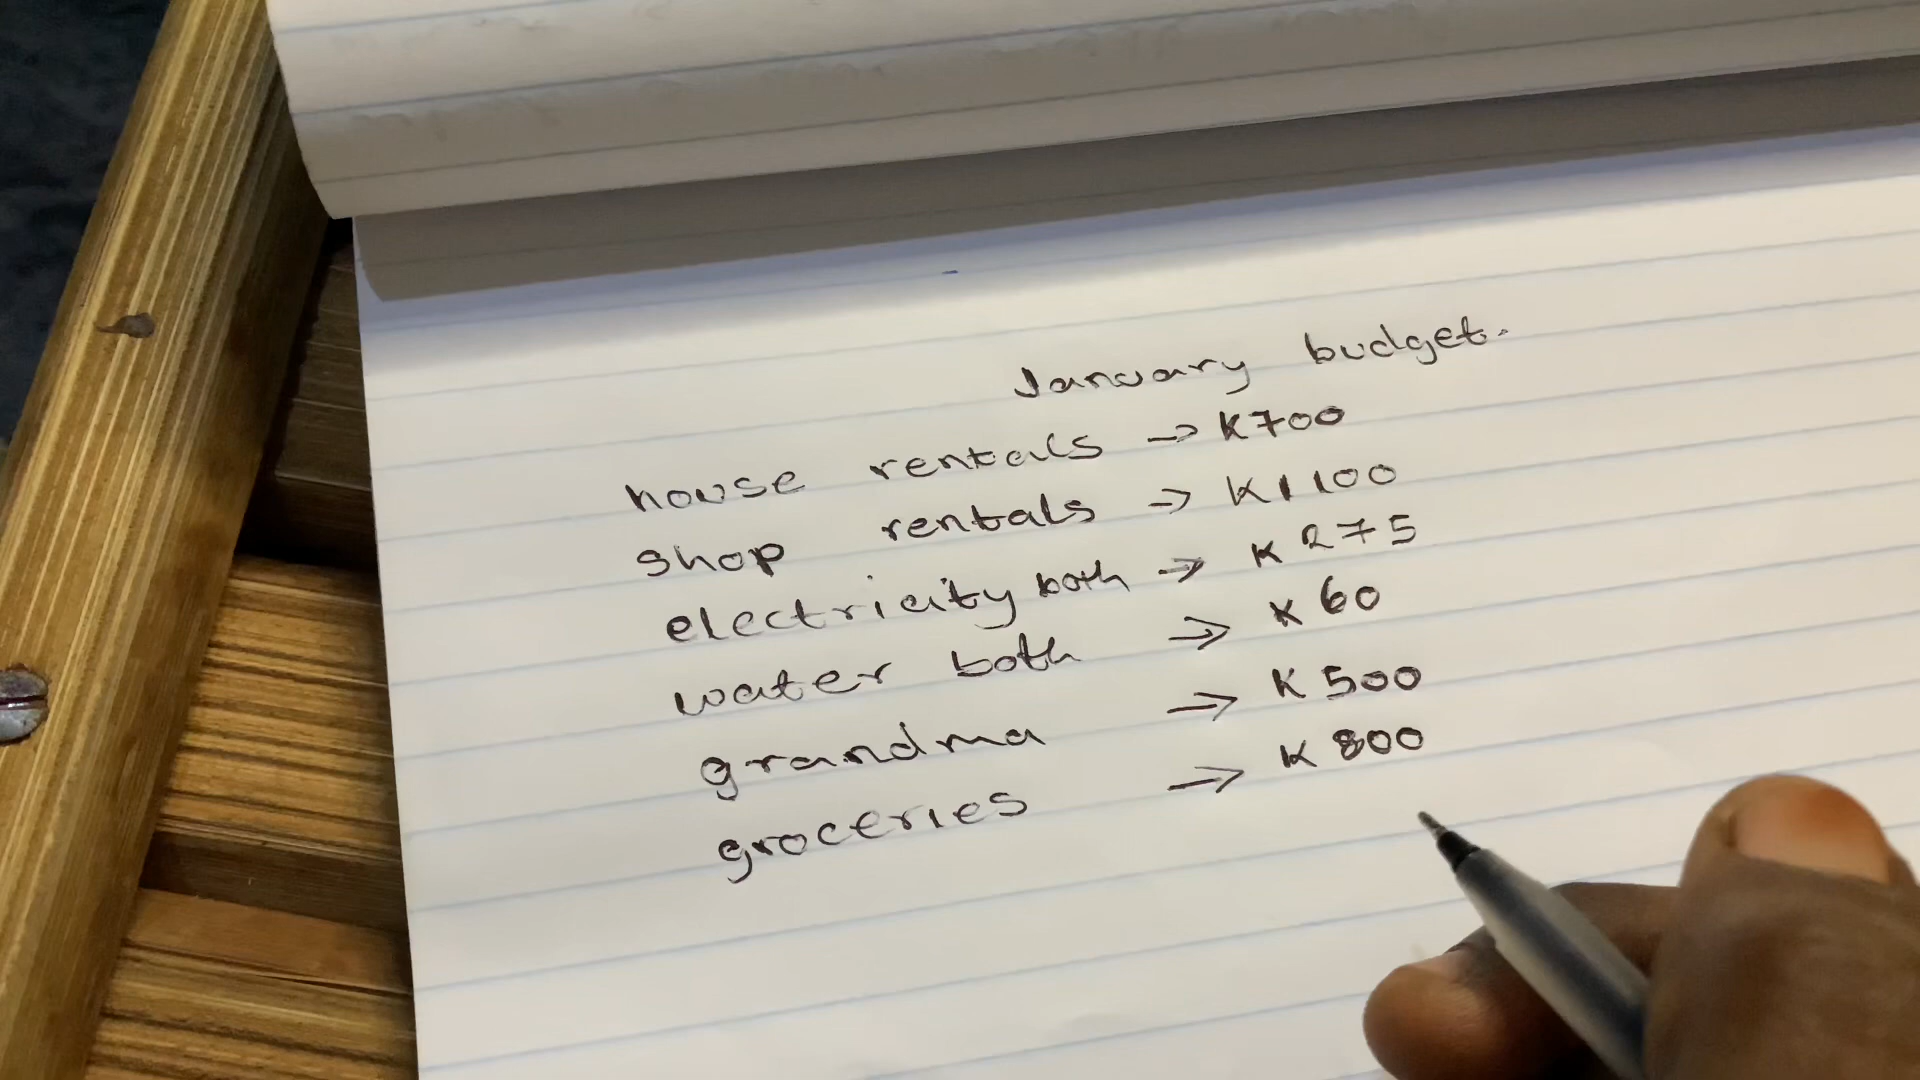 January budget.
house rentals -> K700
shop rentals -> K1100
electricity both -> K275
water both -> K60
grandma -> K500
groceries -> K800